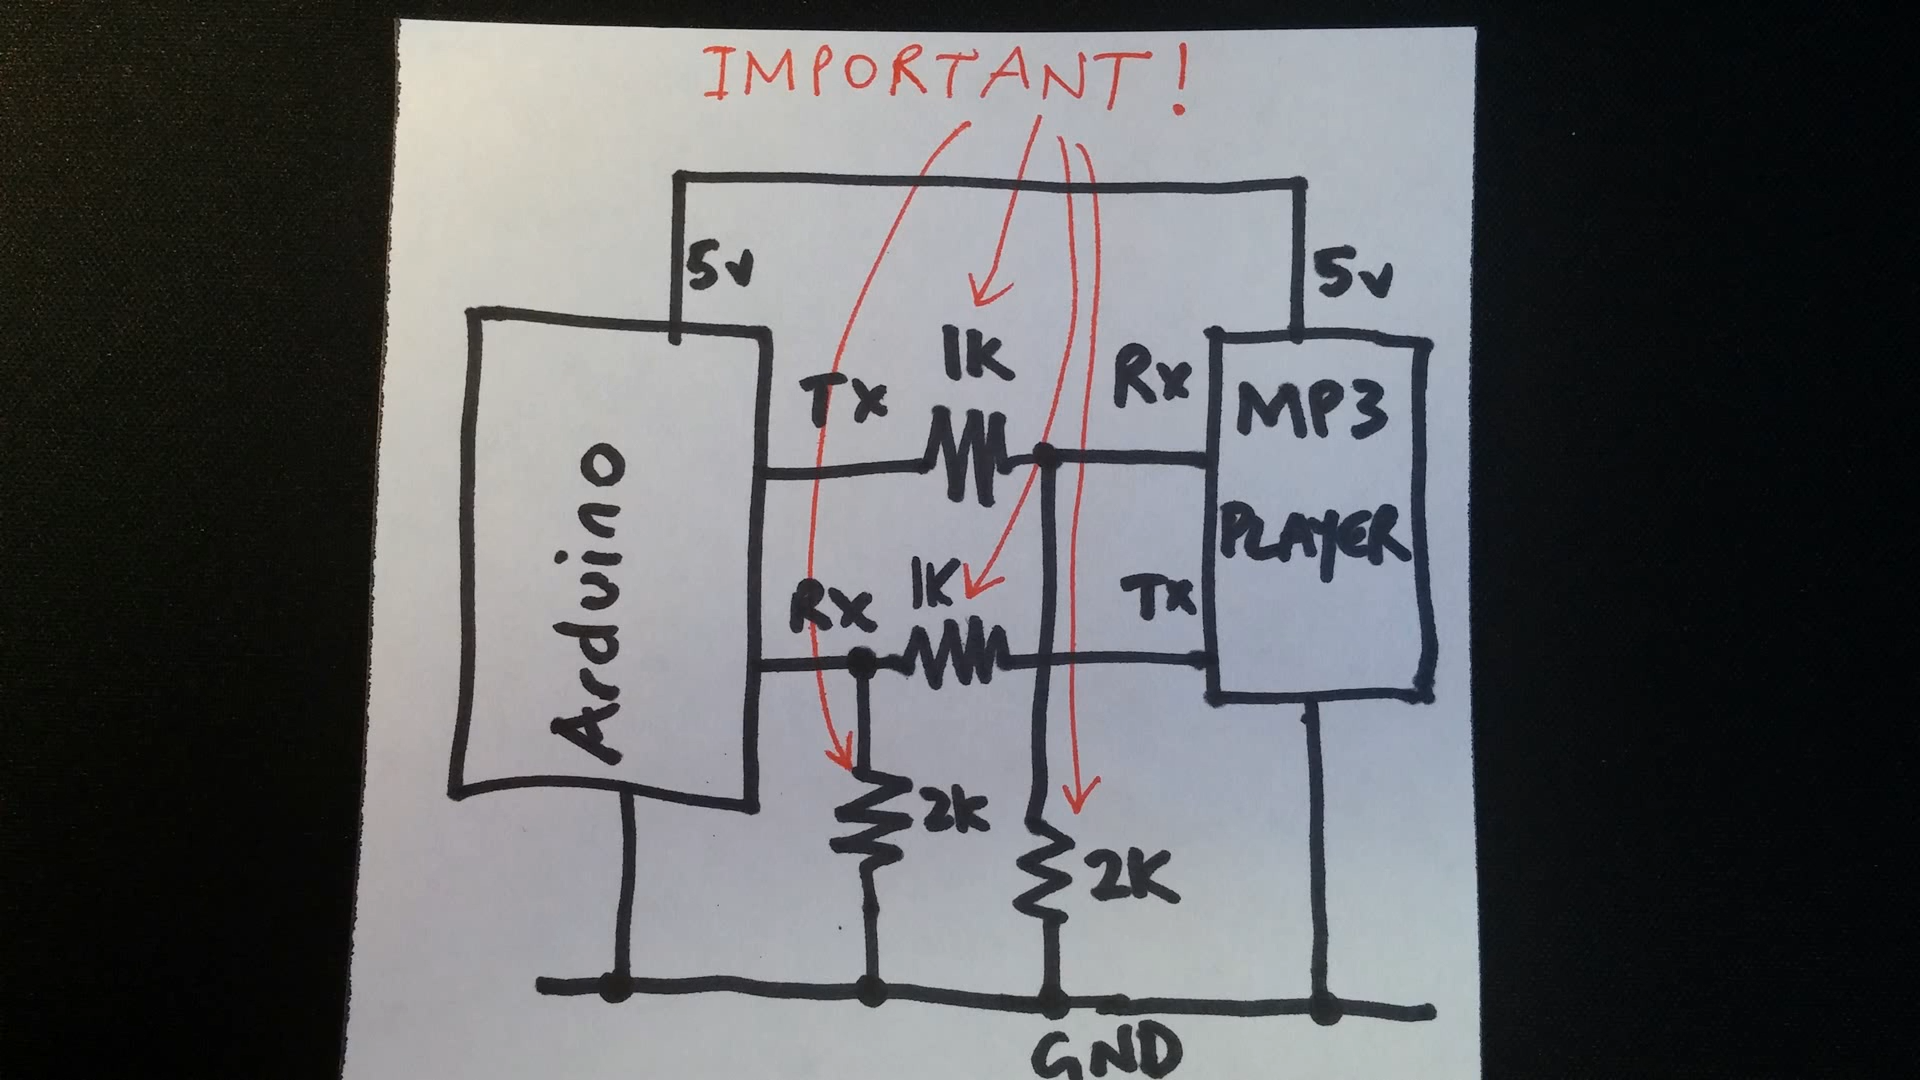 IMPORTANT!
5v
5v
1K
Tx
Rx
MP3
PLAYER
Arduino
1K
Rx
Tx
2K
2K
GND